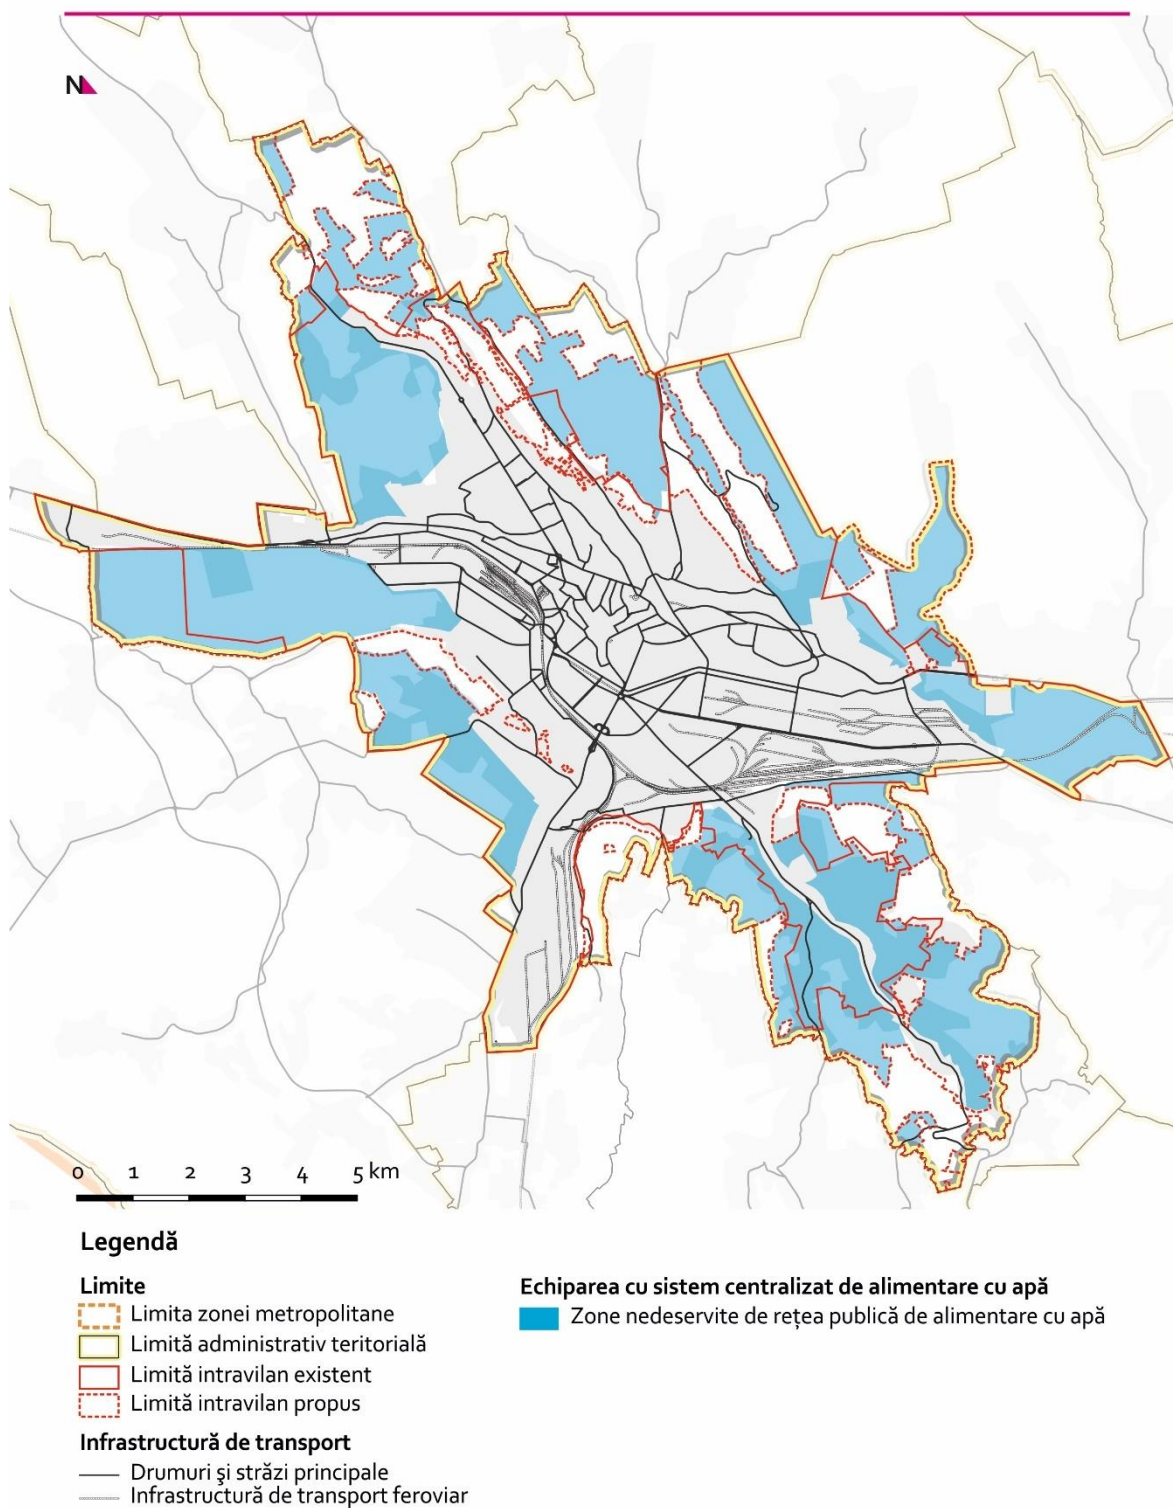 N
0 1 2 3 4 5 km
Legendă
Limite
Limita zonei metropolitane
Limită administrativ teritorială
Limită intravilan existent
Limită intravilan propus
Infrastructură de transport
Drumuri și străzi principale
Infrastructură de transport feroviar
Echiparea cu sistem centralizat de alimentare cu apă
Zone nedeservite de rețea publică de alimentare cu apă